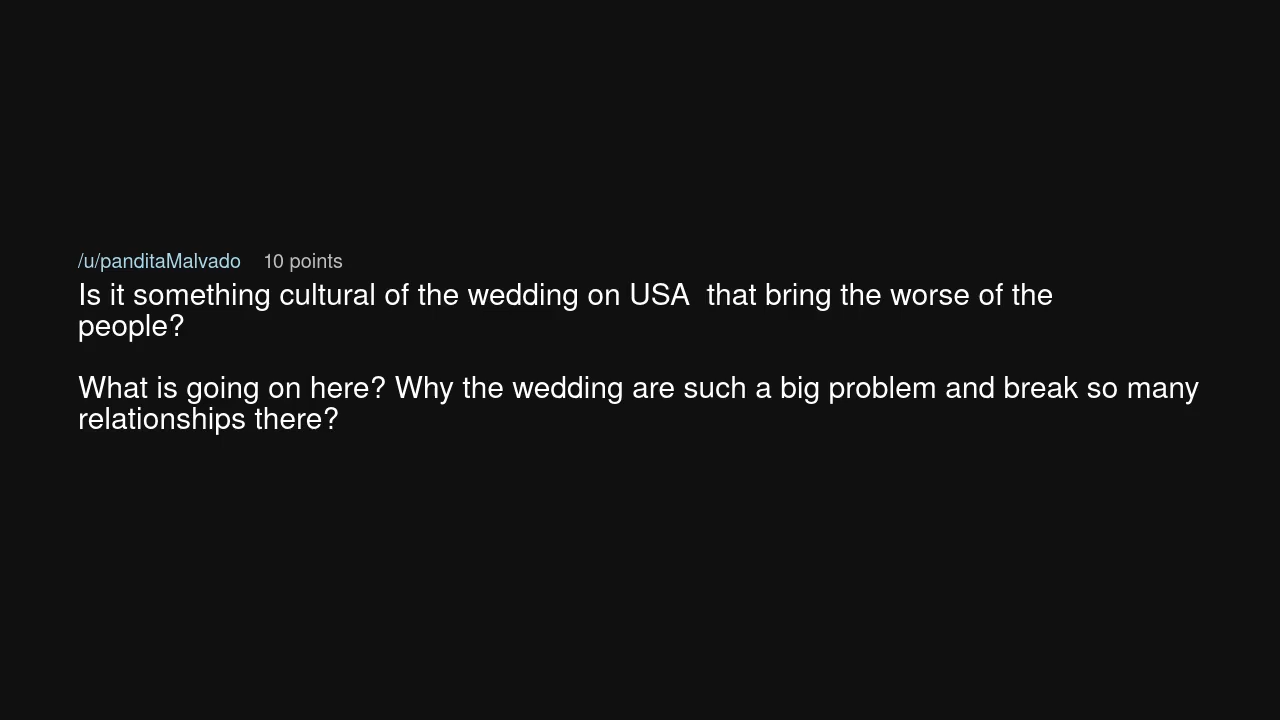 /u/panditaMalvado 10 points
Is it something cultural of the wedding on USA  that bring the worse of the
people?
What is going on here? Why the wedding are such a big problem and break so many
relationships there?